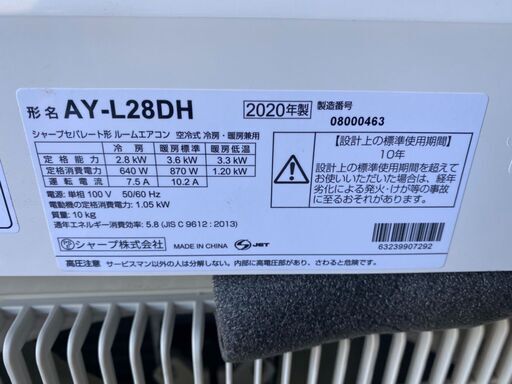 形名 AY-L28DH 2020年製 製造番号 08000463
シャープセパレート形 ルームエアコン 空冷式 冷房・暖房兼用
冷房 暖房標準 暖房低温
定格能力 2.8 kW 3.6 kW 3.3 kW
定格消費電力 640 W 870 W 1.20 kW
運転電流 7.5 A 10.2 A
電源: 単相 100 V 50/60 Hz
電動機の定格消費電力: 1.05 kW
質量: 10 kg
通年エネルギー消費効率: 5.8 (JIS C 9612 : 2013)
シャープ株式会社 MADE IN CHINA JET
高圧注意 サービスマン以外の人は分解しない。内部に高電圧部があり、さわると危険です。
【設計上の標準使用期間】
10年
設計上の標準使用期間を超えて
お使いいただいた場合は、経年
劣化による発火・けが等の事故
に至るおそれがあります。
63239907292